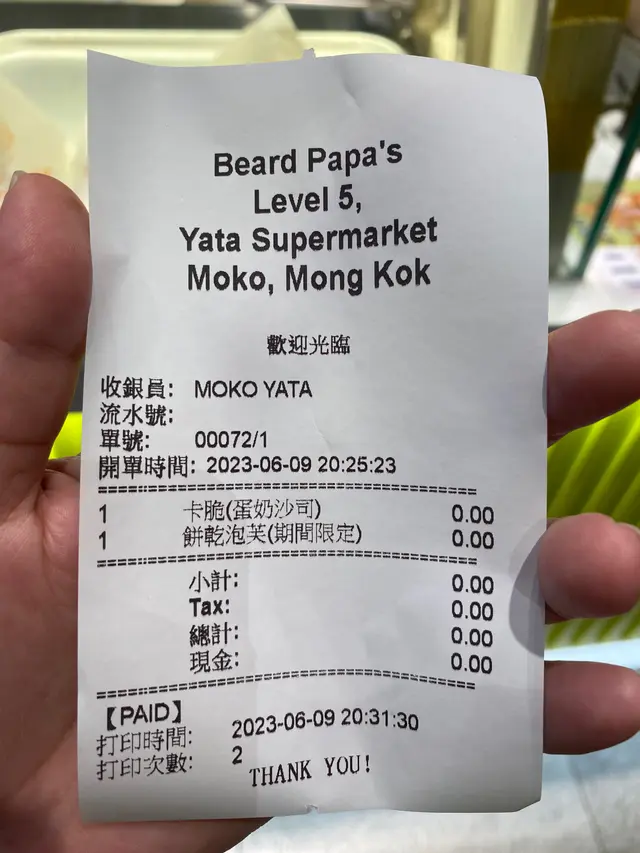 Beard Papa's
Level 5,
Yata Supermarket
Moko, Mong Kok
歡迎光臨
收銀員: MOKO YATA
流水號:
單號: 00072/1
開單時間: 2023-06-09 20:25:23
1 卡脆(蛋奶沙司) 0.00
1 餅乾泡芙(期間限定) 0.00
小計: 0.00
Tax: 0.00
總計: 0.00
現金: 0.00
【PAID】
打印時間: 2023-06-09 20:31:30
打印次數: 2
THANK YOU!